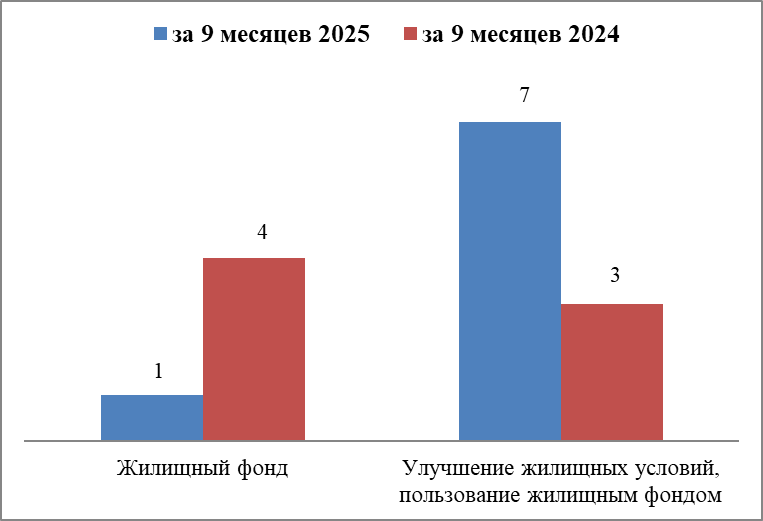 за 9 месяцев 2025 за 9 месяцев 2024
7
4
3
1
Жилищный фонд
Улучшение жилищных условий,
пользование жилищным фондом